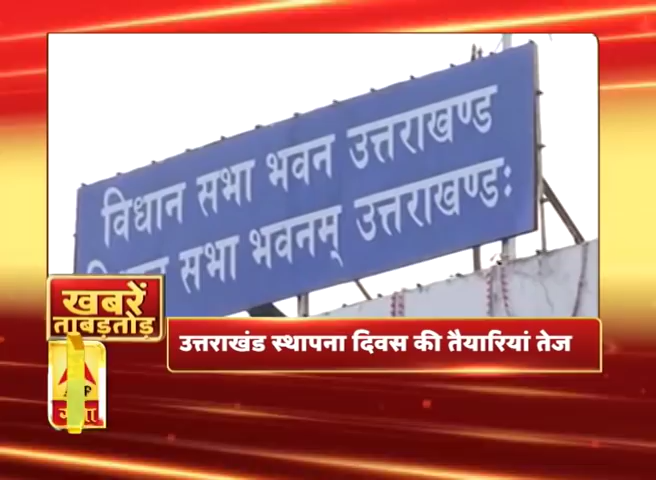 विधान सभा भवन उत्तराखण्ड
सभा भवनम् उत्तराखण्डः
खबरें
ताबड़तोड़
उत्तराखंड स्थापना दिवस की तैयारियां तेज